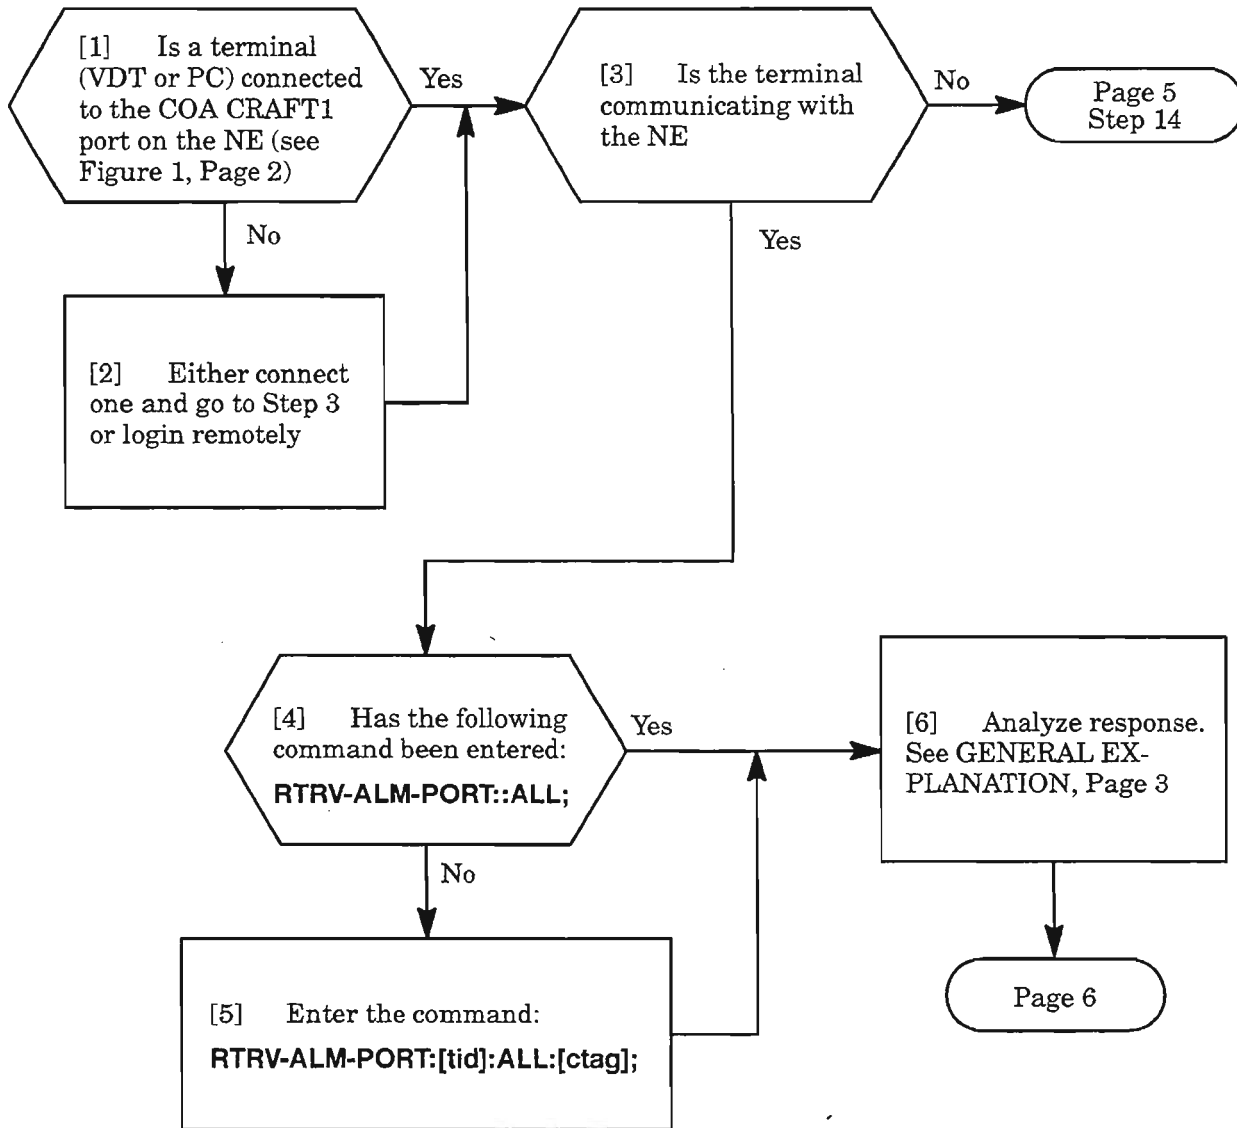 [1] Is a terminal
(VDT or PC) connected
to the COA CRAFT1
port on the NE (see
Figure 1, Page 2)
Yes
[3] Is the terminal
communicating with
the NE
No
Page 5
Step 14
No
Yes
[2] Either connect
one and go to Step 3
or login remotely
[4] Has the following
command been entered:
RTRV-ALM-PORT::ALL;
Yes
[6] Analyze response.
See GENERAL EX-
PLANATION, Page 3
No
[5] Enter the command:
RTRV-ALM-PORT:[tid]:ALL:[ctag];
Page 6